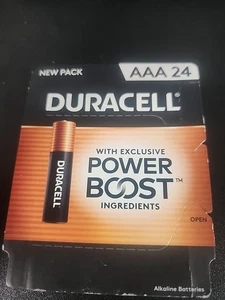 NEW PACK
AAA 24
DURACELL®
WITH EXCLUSIVE
POWER
BOOST™
INGREDIENTS
DURACELL
OPEN
Alkaline Batteries